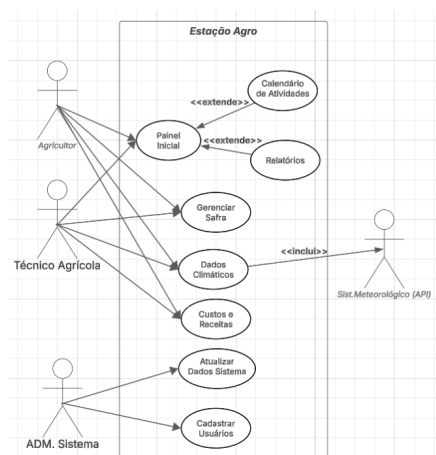 Estação Agro
Calendário
de Atividades
<<extende>>
Painel
Inicial
<<extende>>
Agricultor
Relatórios
Gerenciar
Safra
Técnico Agrícola
Dados
Climáticos
<<inclui>>
Sist.Meteorológico (API)
Custos e
Receitas
Atualizar
Dados Sistema
Cadastrar
Usuários
ADM. Sistema